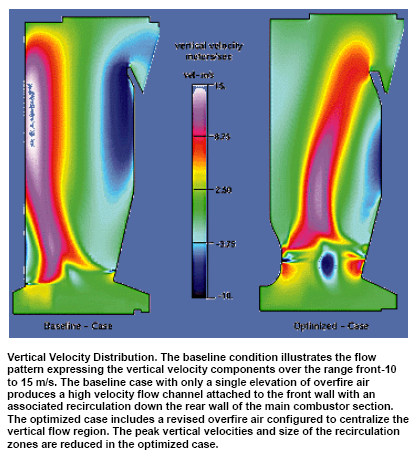 vertical velocity
meters/sec
vel-m/s
15
8.75
2.50
-3.75
-10
Baseline - Case
Optimized - Case
Vertical Velocity Distribution. The baseline condition illustrates the flow
pattern expressing the vertical velocity components over the range front-10
to 15 m/s. The baseline case with only a single elevation of overfire air
produces a high velocity flow channel attached to the front wall with an
associated recirculation down the rear wall of the main combustor section.
The optimized case includes a revised overfire air configured to centralize the
vertical flow region. The peak vertical velocities and size of the recirculation
zones are reduced in the optimized case.